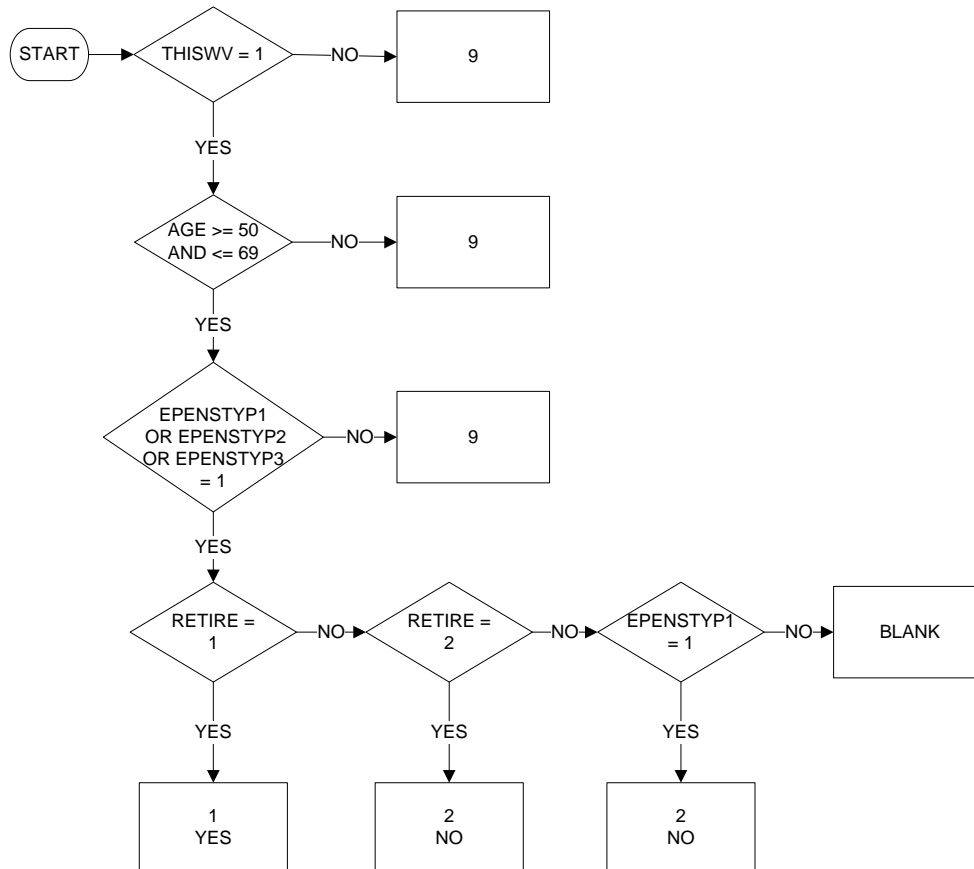 START
THISWV = 1
NO
9
YES
AGE >= 50
AND <= 69
NO
9
YES
EPENSTYP1
OR EPENSTYP2
OR EPENSTYP3
= 1
NO
9
YES
RETIRE =
1
NO
RETIRE =
2
NO
EPENSTYP1
= 1
NO
BLANK
YES
YES
YES
1
YES
2
NO
2
NO